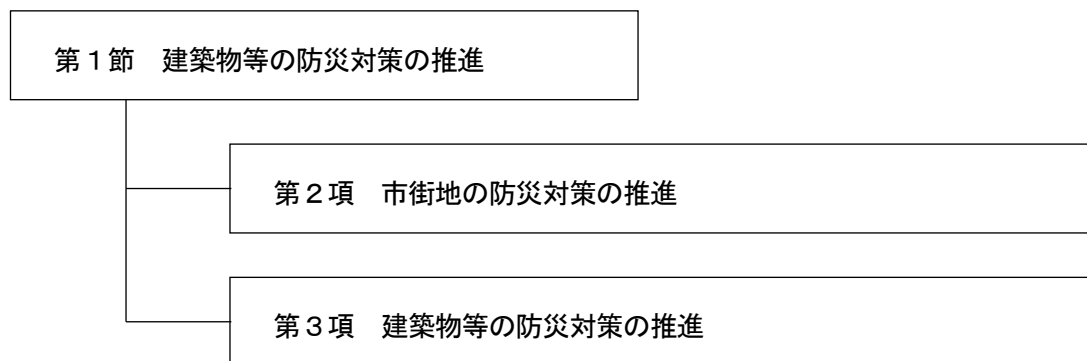 第１節　建築物等の防災対策の推進
第２項　市街地の防災対策の推進
第３項　建築物等の防災対策の推進